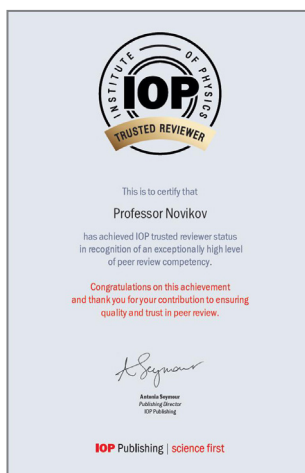 INSTITUTE OF PHYSICS
IOP
TRUSTED REVIEWER
This is to certify that
Professor Novikov
has achieved IOP trusted reviewer status
in recognition of an exceptionally high level
of peer review competency.
Congratulations on this achievement
and thank you for your contribution to ensuring
quality and trust in peer review.
A Seymour
Antonia Seymour
Publishing Director
IOP Publishing
IOP Publishing | science first